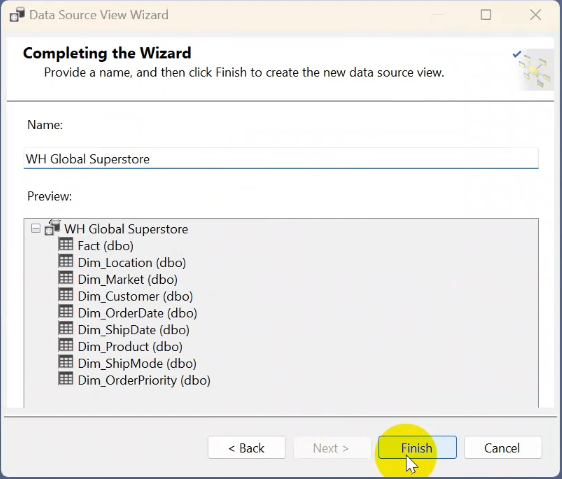 Data Source View Wizard
Completing the Wizard
Provide a name, and then click Finish to create the new data source view.
Name:
WH Global Superstore
Preview:
WH Global Superstore
Fact (dbo)
Dim_Location (dbo)
Dim_Market (dbo)
Dim_Customer (dbo)
Dim_OrderDate (dbo)
Dim_ShipDate (dbo)
Dim_Product (dbo)
Dim_ShipMode (dbo)
Dim_OrderPriority (dbo)
< Back Next > Finish Cancel